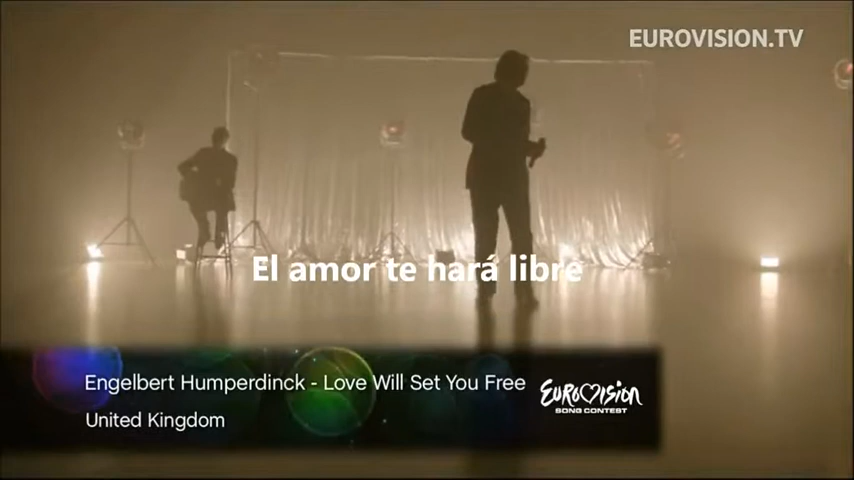 EUROVISION.TV
El amor te hará libre
Engelbert Humperdinck - Love Will Set You Free
United Kingdom
EUROVISION
SONG CONTEST